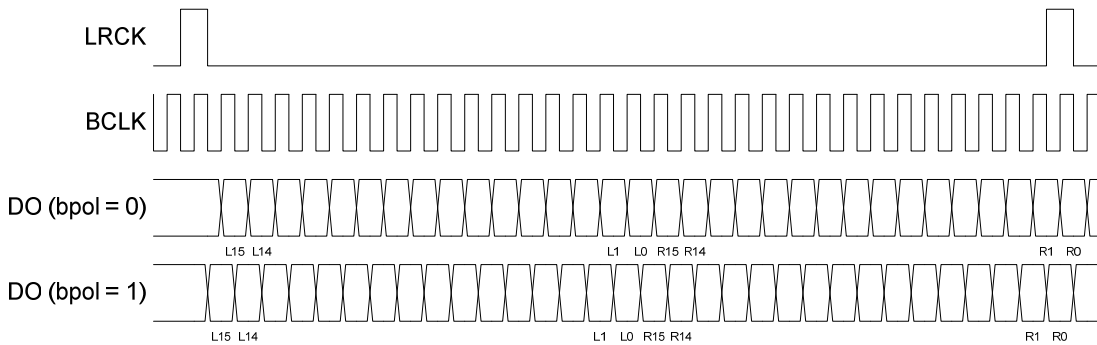 LRCK
BCLK
DO (bpol = 0)
L15 L14 L1 L0 R15 R14 R1 R0
DO (bpol = 1)
L15 L14 L1 L0 R15 R14 R1 R0